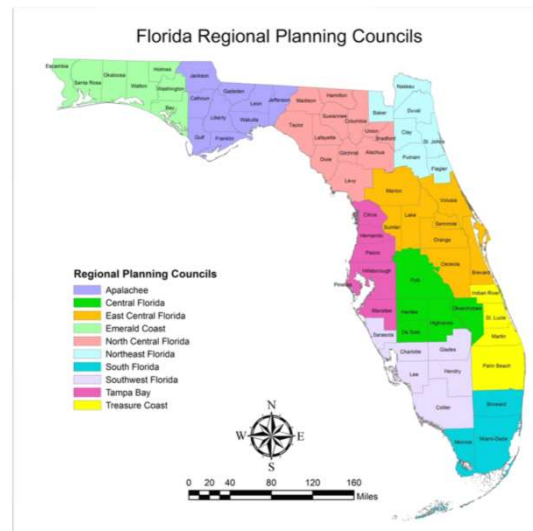 Florida Regional Planning Councils
Escambia
Santa Rosa
Okaloosa
Walton
Holmes
Washington
Bay
Jackson
Calhoun
Gulf
Gadsden
Liberty
Franklin
Leon
Wakulla
Jefferson
Madison
Taylor
Hamilton
Suwannee
Lafayette
Dixie
Columbia
Gilchrist
Levy
Union
Bradford
Alachua
Baker
Nassau
Duval
Clay
St. Johns
Putnam
Flagler
Marion
Volusia
Citrus
Sumter
Lake
Seminole
Hernando
Orange
Pasco
Osceola
Brevard
Hillsborough
Pinellas
Polk
Indian River
Manatee
Hardee
Okeechobee
Highlands
St. Lucie
Sarasota
De Soto
Martin
Charlotte
Glades
Lee
Hendry
Palm Beach
Collier
Broward
Monroe
Miami-Dade
Regional Planning Councils
Apalachee
Central Florida
East Central Florida
Emerald Coast
North Central Florida
Northeast Florida
South Florida
Southwest Florida
Tampa Bay
Treasure Coast
N
W
E
S
0 20 40 80 120 160
Miles